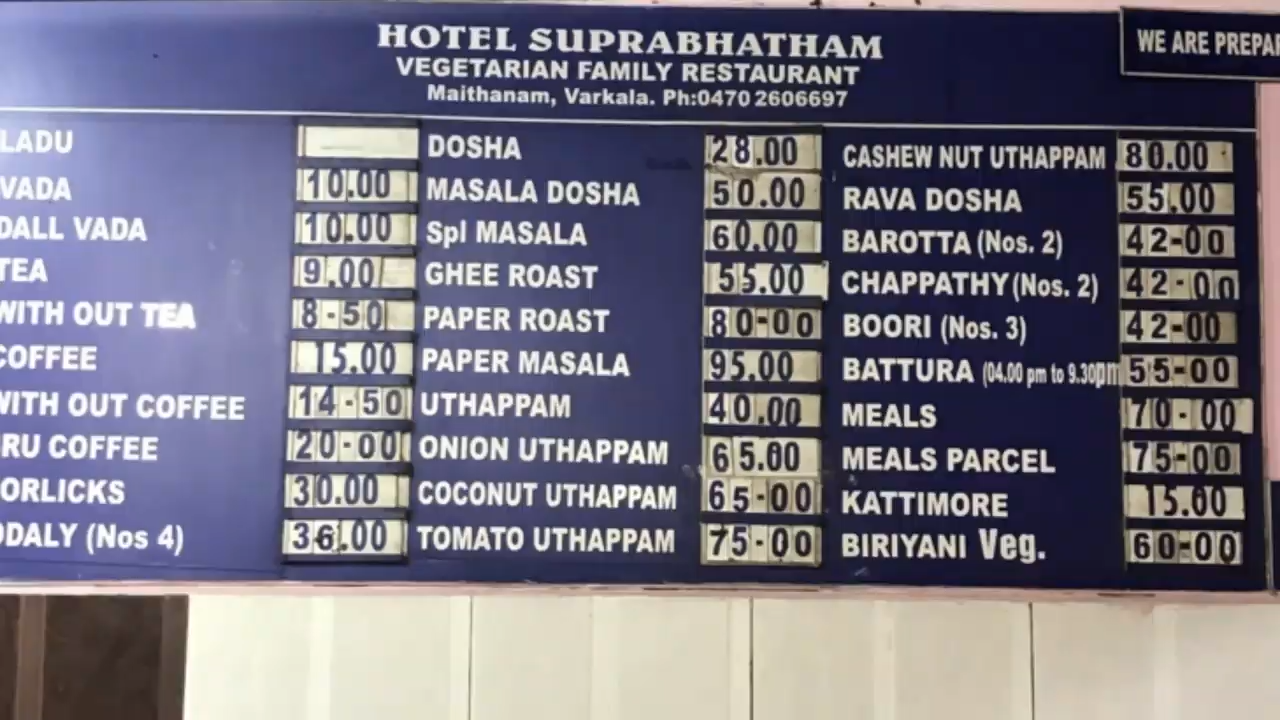 HOTEL SUPRABHATHAM
VEGETARIAN FAMILY RESTAURANT
Maithanam, Varkala. Ph:0470 2606697
WE ARE PREPAR
LADU
VADA 10.00
DALL VADA 10.00
TEA 9.00
WITH OUT TEA 8-50
COFFEE 15.00
WITH OUT COFFEE 14-50
RU COFFEE 20-00
ORLICKS 30.00
DALY (Nos 4) 36.00
DOSHA 28.00
MASALA DOSHA 50.00
Spl MASALA 60.00
GHEE ROAST 55.00
PAPER ROAST 80-00
PAPER MASALA 95.00
UTHAPPAM 40.00
ONION UTHAPPAM 65.00
COCONUT UTHAPPAM 65-00
TOMATO UTHAPPAM 75-00
CASHEW NUT UTHAPPAM 80.00
RAVA DOSHA 55.00
BAROTTA (Nos. 2) 42-00
CHAPPATHY (Nos. 2) 42-00
BOORI (Nos. 3) 42-00
BATTURA (04.00 pm to 9.30pm 55-00
MEALS 70-00
MEALS PARCEL 75-00
KATTIMORE 15.00
BIRIYANI Veg. 60-00